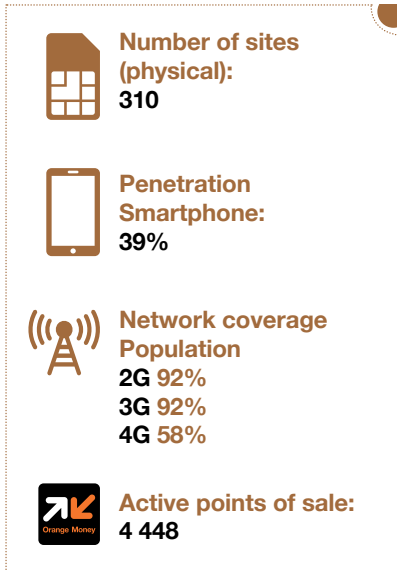 Number of sites
(physical):
310
Penetration
Smartphone:
39%
Network coverage
Population
2G 92%
3G 92%
4G 58%
Orange Money
Active points of sale:
4 448